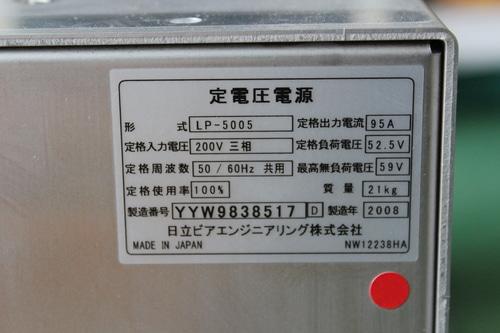 定電圧電源
形式 LP-5005 定格出力電流 95A
定格入力電圧 200V 三相 定格負荷電圧 52.5V
定格周波数 50 / 60Hz 共用 最高無負荷電圧 59V
定格使用率 100% 質量 21kg
製造番号 YYW9838517 D 製造年 2008
日立ビアエンジニアリング株式会社
MADE IN JAPAN NW12238HA